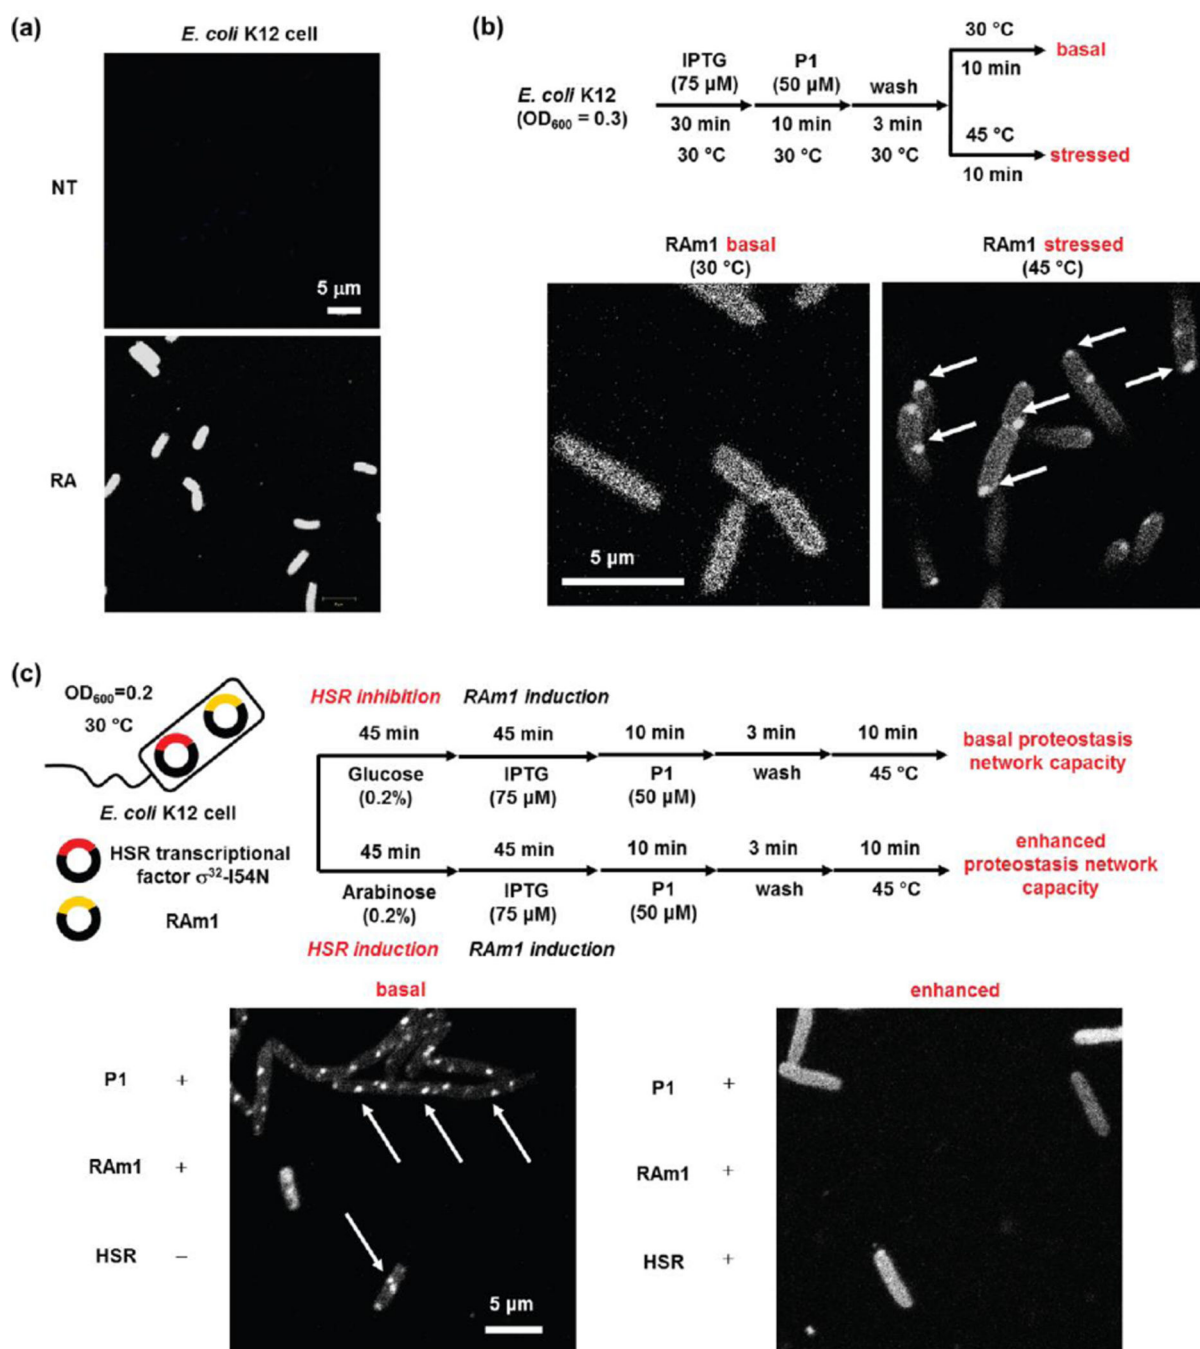 (a)
E. coli K12 cell
NT
5 μm
RA
(b)
E. coli K12
(OD₆₀₀ = 0.3)
IPTG
(75 μM)
30 min
30 °C
P1
(50 μM)
10 min
30 °C
wash
3 min
30 °C
30 °C
10 min
basal
45 °C
10 min
stressed
RAm1 basal
(30 °C)
5 μm
RAm1 stressed
(45 °C)
(c)
OD₆₀₀=0.2
30 °C
E. coli K12 cell
HSR transcriptional
factor σ³²-I54N
RAm1
HSR inhibition RAm1 induction
45 min 45 min 10 min 3 min 10 min
Glucose IPTG P1 wash 45 °C
(0.2%) (75 μM) (50 μM)
basal proteostasis
network capacity
45 min 45 min 10 min 3 min 10 min
Arabinose IPTG P1 wash 45 °C
(0.2%) (75 μM) (50 μM)
enhanced
proteostasis network
capacity
HSR induction RAm1 induction
basal
P1 +
RAm1 +
HSR –
5 μm
enhanced
P1 +
RAm1 +
HSR +